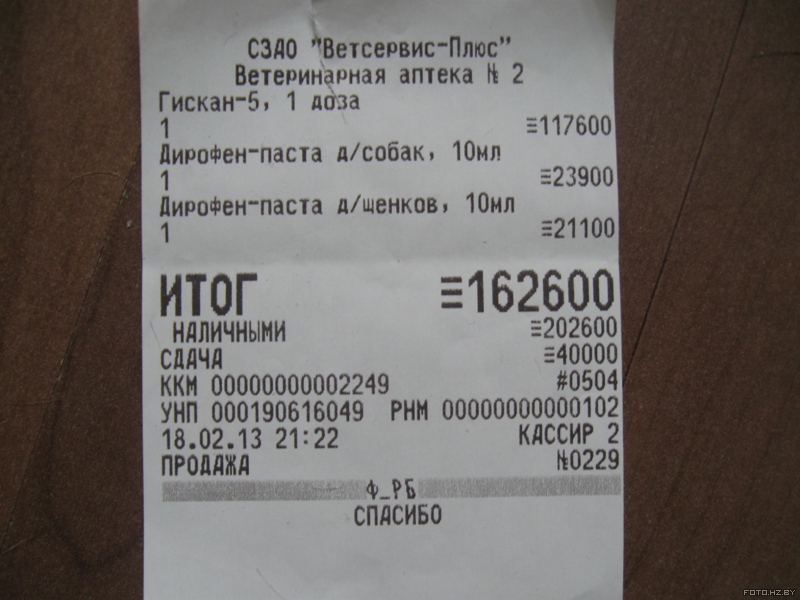 СЗАО "Ветсервис-Плюс"
Ветеринарная аптека № 2
Гискан-5, 1 доза
1 ≡117600
Дирофен-паста д/собак, 10мл
1 ≡23900
Дирофен-паста д/щенков, 10мл
1 ≡21100
ИТОГ ≡162600
НАЛИЧНЫМИ ≡202600
СДАЧА ≡40000
ККМ 00000000002249 #0504
УНП 000190616049 РНМ 00000000000102
18.02.13 21:22 КАССИР 2
ПРОДАЖА №0229
Ф_РБ
СПАСИБО
FOTO.HZ.BY